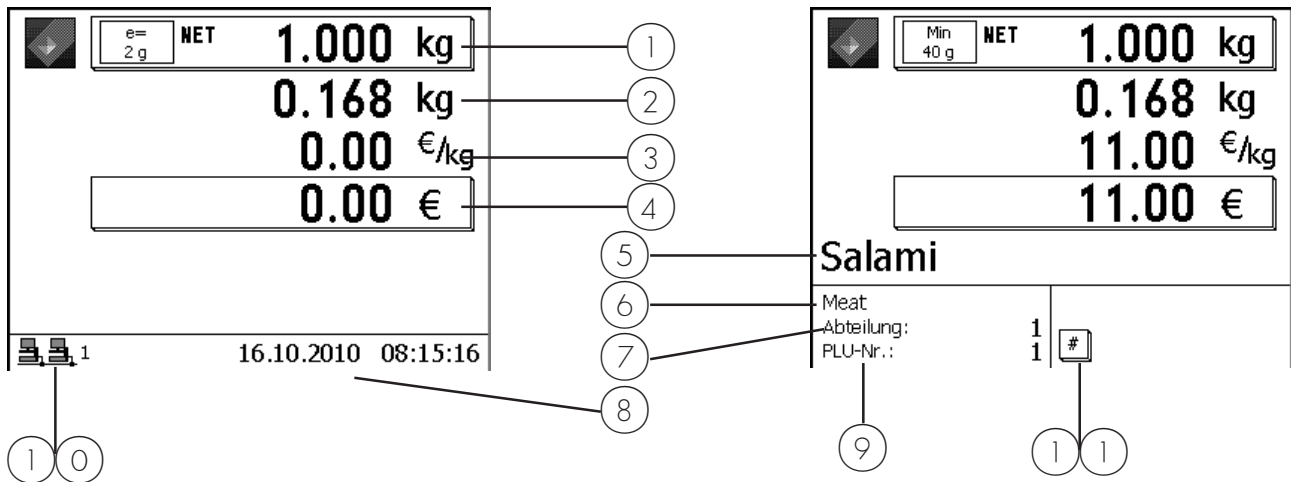 e=
2 g
NET
1.000 kg
0.168 kg
0.00 €/kg
0.00 €
1
16.10.2010 08:15:16
1
2
3
4
5
6
7
8
1 0
Min
40 g
NET
1.000 kg
0.168 kg
11.00 €/kg
11.00 €
Salami
Meat
Abteilung: 1
PLU-Nr.: 1
#
9
1 1